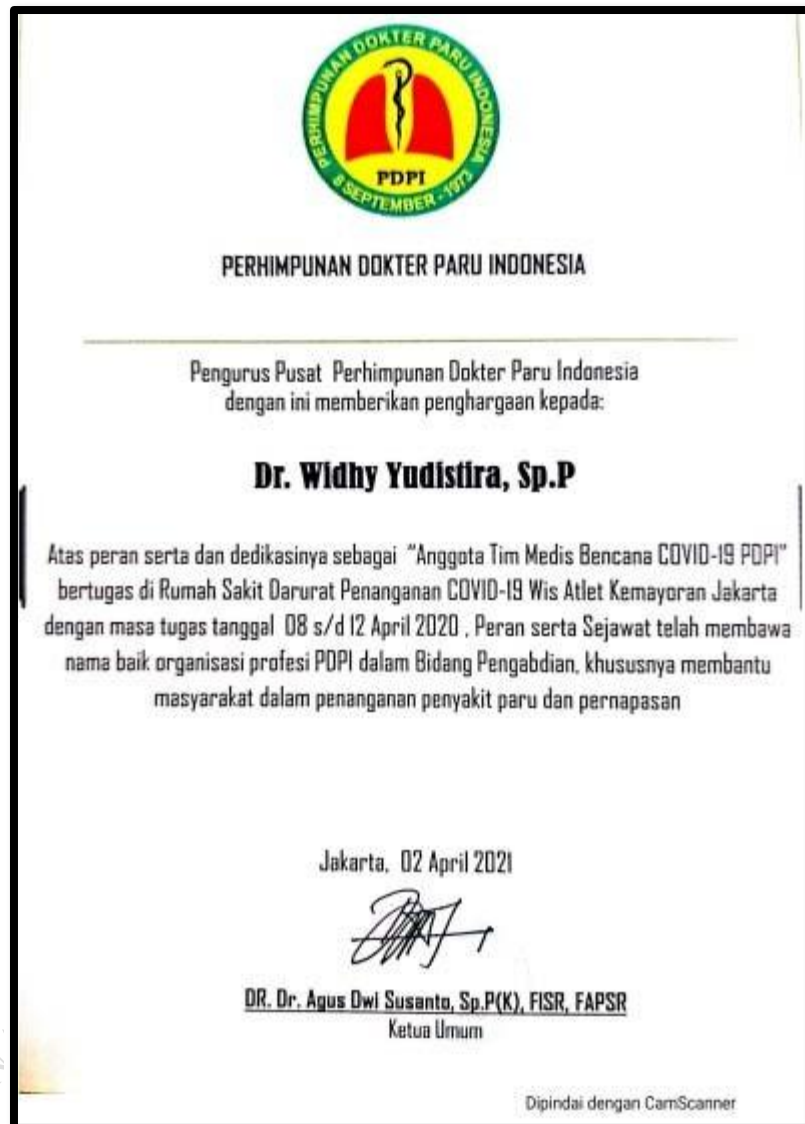 PERHIMPUNAN DOKTER PARU INDONESIA
PDPI
8 SEPTEMBER - 1973
PERHIMPUNAN DOKTER PARU INDONESIA
Pengurus Pusat Perhimpunan Dokter Paru Indonesia
dengan ini memberikan penghargaan kepada:
Dr. Widhy Yudistira, Sp.P
Atas peran serta dan dedikasinya sebagai "Anggota Tim Medis Bencana COVID-19 PDPI"
bertugas di Rumah Sakit Darurat Penanganan COVID-19 Wis Atlet Kemayoran Jakarta
dengan masa tugas tanggal 08 s/d 12 April 2020 , Peran serta Sejawat telah membawa
nama baik organisasi profesi PDPI dalam Bidang Pengabdian, khususnya membantu
masyarakat dalam penanganan penyakit paru dan pernapasan
Jakarta, 02 April 2021
DR. Dr. Agus Dwi Susanto, Sp.P(K), FISR, FAPSR
Ketua Umum
Dipindai dengan CamScanner